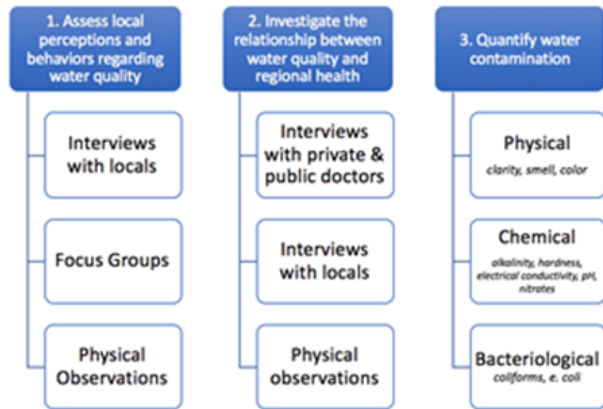 1. Assess local
perceptions and
behaviors regarding
water quality
Interviews
with locals
Focus Groups
Physical
Observations
2. Investigate the
relationship between
water quality and
regional health
Interviews
with private &
public doctors
Interviews
with locals
Physical
observations
3. Quantify water
contamination
Physical
clarity, smell, color
Chemical
alkalinity, hardness,
electrical conductivity, pH,
nitrates
Bacteriological
coliforms, e. coli